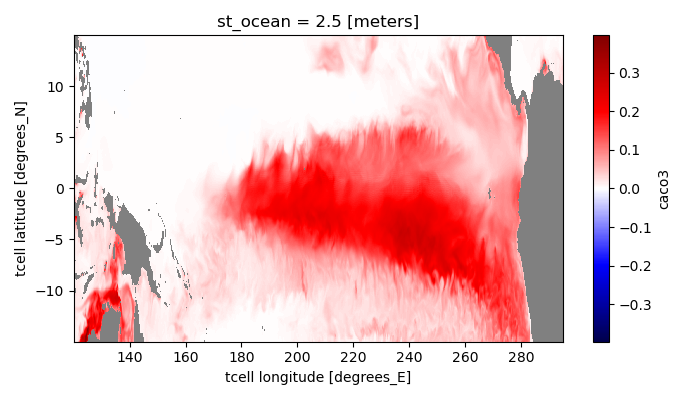 st_ocean = 2.5 [meters]
10
5
0
−5
−10
tcell latitude [degrees_N]
140 160 180 200 220 240 260 280
tcell longitude [degrees_E]
0.3
0.2
0.1
0.0
−0.1
−0.2
−0.3
caco3